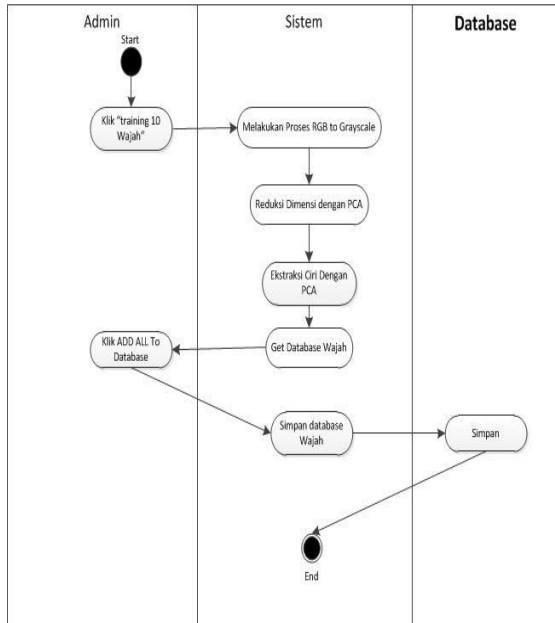 Admin
Sistem
Database
Start
Klik “training 10
Wajah”
Melakukan Proses RGB to Grayscale
Reduksi Dimensi dengan PCA
Ekstraksi Ciri Dengan
PCA
Get Database Wajah
Klik ADD ALL To
Database
Simpan database
Wajah
Simpan
End